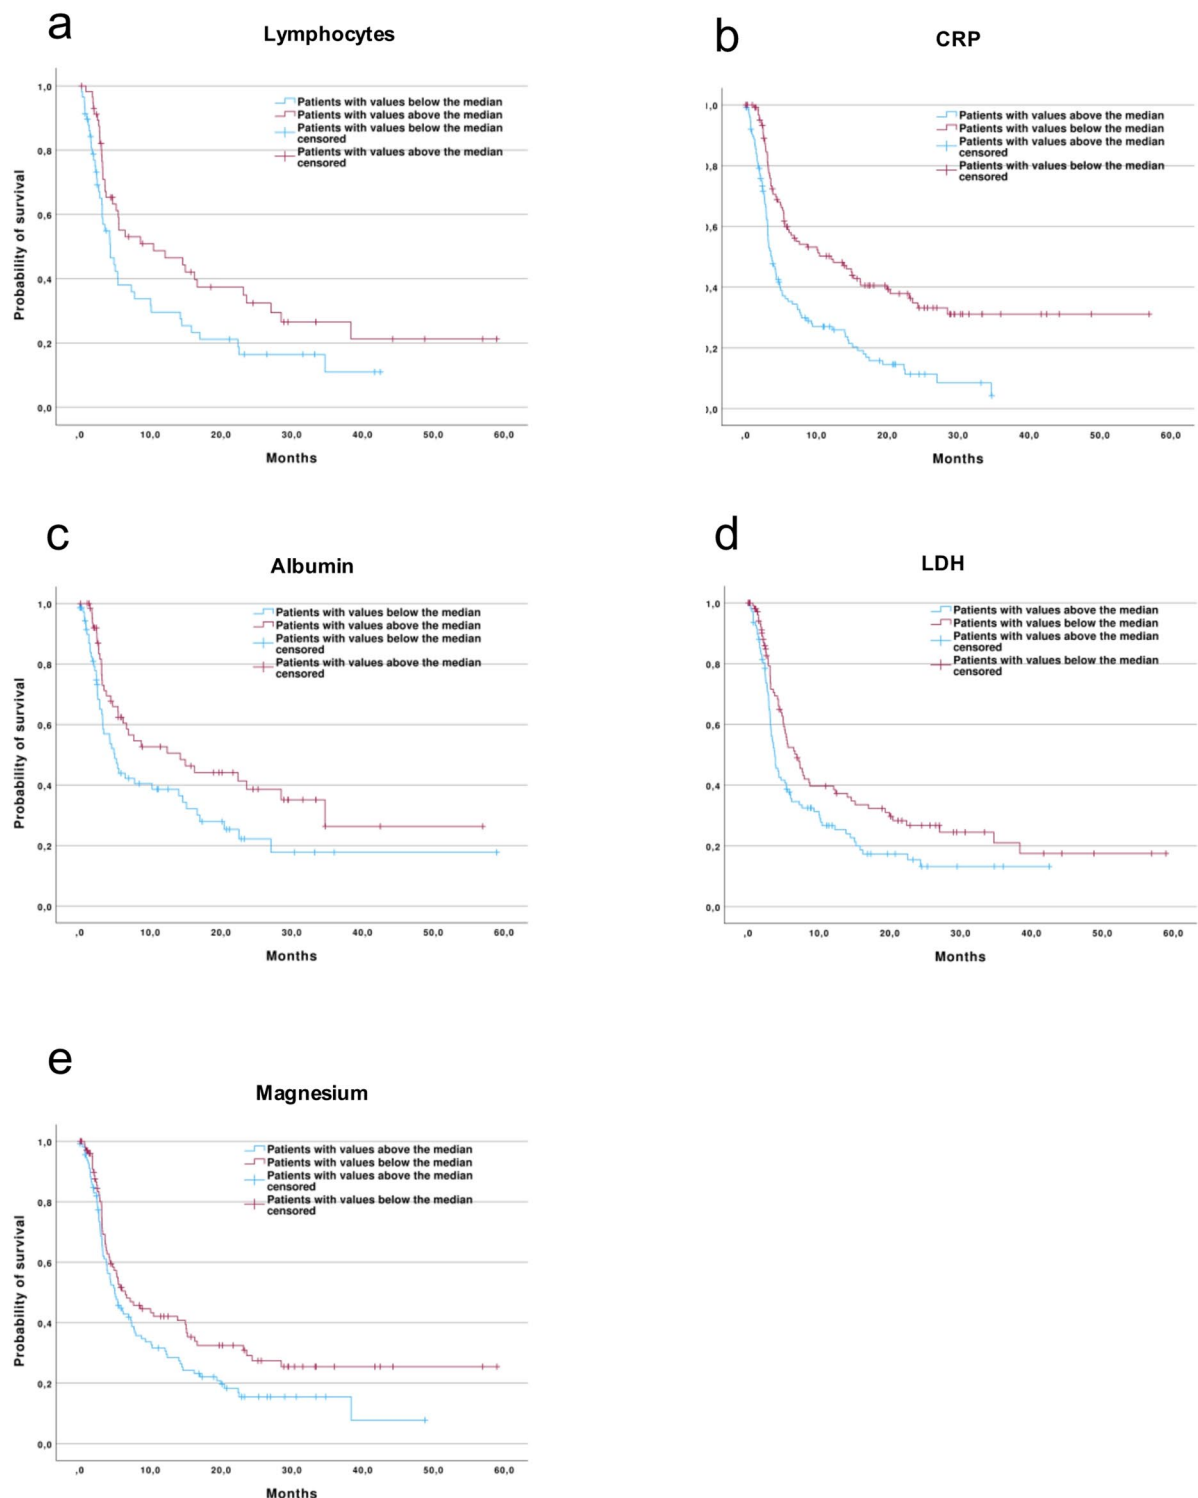 a
Lymphocytes
1,0
0,8
0,6
0,4
0,2
0,0
Probability of survival
Patients with values below the median
Patients with values above the median
Patients with values below the median
censored
Patients with values above the median
censored
,0 10,0 20,0 30,0 40,0 50,0 60,0
Months
b
CRP
,0
0,8
0,6
0,4
0,2
0,0
Patients with values above the median
Patients with values below the median
Patients with values above the median
censored
Patients with values below the median
censored
,0 10,0 20,0 30,0 40,0 50,0 60,0
Months
c
Albumin
1,0
0,8
0,6
0,4
0,2
0,0
Probability of survival
Patients with values below the median
Patients with values above the median
Patients with values below the median
censored
Patients with values above the median
censored
,0 10,0 20,0 30,0 40,0 50,0 60,0
Months
d
LDH
1,0
0,8
0,6
0,4
0,2
0,0
Patients with values above the median
Patients with values below the median
Patients with values above the median
censored
Patients with values below the median
censored
,0 10,0 20,0 30,0 40,0 50,0 60,0
Months
e
Magnesium
1,0
0,8
0,6
0,4
0,2
0,0
Probability of survival
Patients with values above the median
Patients with values below the median
Patients with values above the median
censored
Patients with values below the median
censored
,0 10,0 20,0 30,0 40,0 50,0 60,0
Months